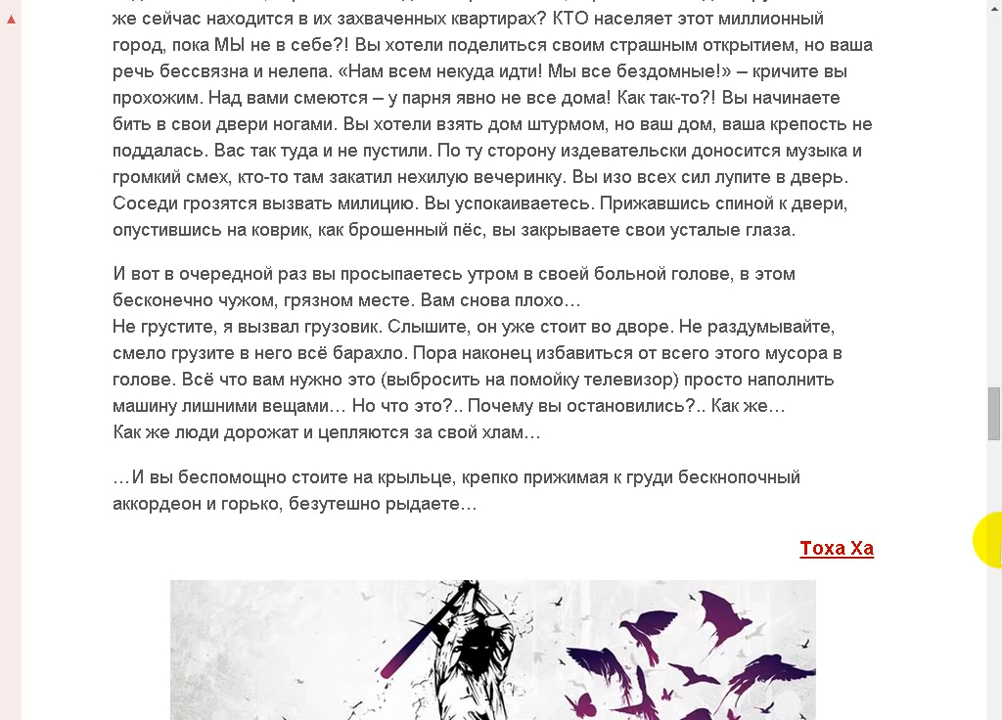 же сейчас находится в их захваченных квартирах? КТО населяет этот миллионный
город, пока МЫ не в себе?! Вы хотели поделиться своим страшным открытием, но ваша
речь бессвязна и нелепа. «Нам всем некуда идти! Мы все бездомные!» – кричите вы
прохожим. Над вами смеются – у парня явно не все дома! Как так-то?! Вы начинаете
бить в свои двери ногами. Вы хотели взять дом штурмом, но ваш дом, ваша крепость не
поддалась. Вас так туда и не пустили. По ту сторону издевательски доносится музыка и
громкий смех, кто-то там закатил нехилую вечеринку. Вы изо всех сил лупите в дверь.
Соседи грозятся вызвать милицию. Вы успокаиваетесь. Прижавшись спиной к двери,
опустившись на коврик, как брошенный пёс, вы закрываете свои усталые глаза.
И вот в очередной раз вы просыпаетесь утром в своей больной голове, в этом
бесконечно чужом, грязном месте. Вам снова плохо…
Не грустите, я вызвал грузовик. Слышите, он уже стоит во дворе. Не раздумывайте,
смело грузите в него всё барахло. Пора наконец избавиться от всего этого мусора в
голове. Всё что вам нужно это (выбросить на помойку телевизор) просто наполнить
машину лишними вещами… Но что это?.. Почему вы остановились?.. Как же…
Как же люди дорожат и цепляются за свой хлам…
…И вы беспомощно стоите на крыльце, крепко прижимая к груди бескнопочный
аккордеон и горько, безутешно рыдаете…
Тоха Ха